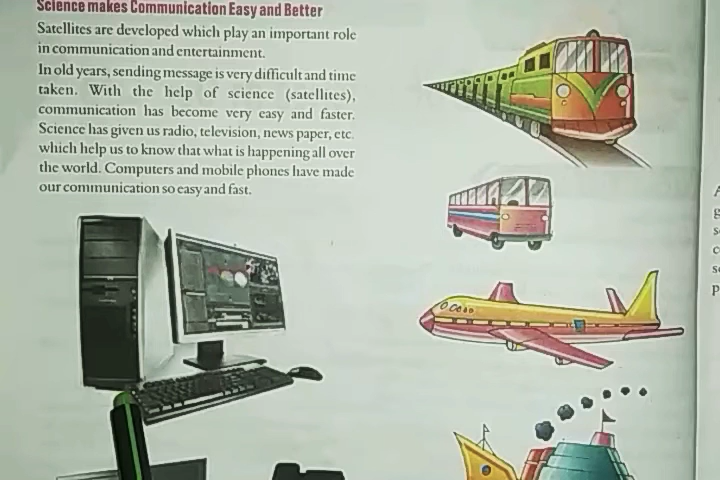 Science makes Communication Easy and Better
Satellites are developed which play an important role
in communication and entertainment.
In old years, sending message is very difficult and time
taken. With the help of science (satellites),
communication has become very easy and faster.
Science has given us radio, television, news paper, etc.
which help us to know that what is happening all over
the world. Computers and mobile phones have made
our communication so easy and fast.